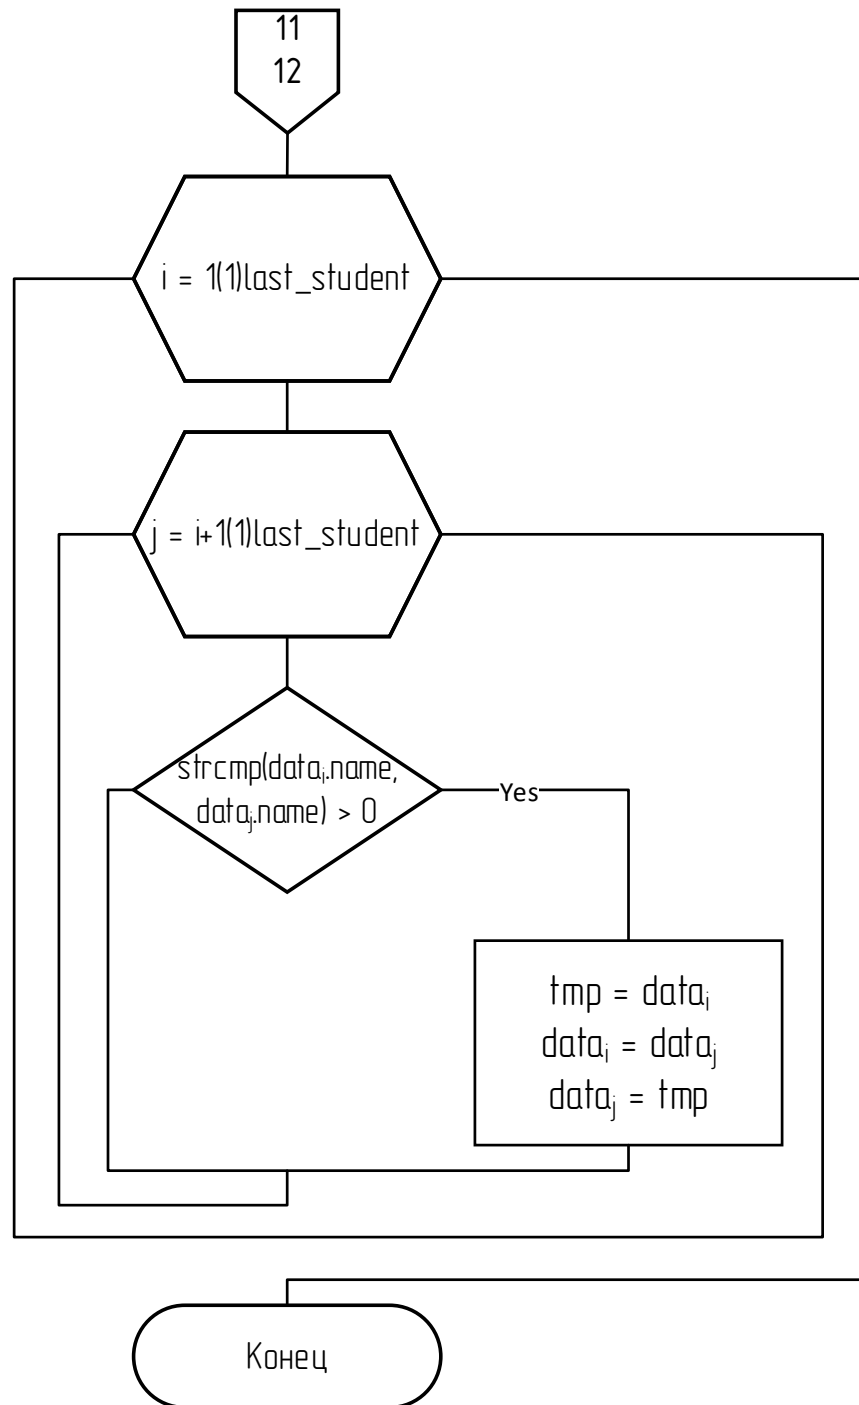 11
12
i = 1(1)last_student
j = i+1(1)last_student
strcmp(dataᵢ.name,
dataⱼ.name) > 0
Yes
tmp = dataᵢ
dataᵢ = dataⱼ
dataⱼ = tmp
Конец